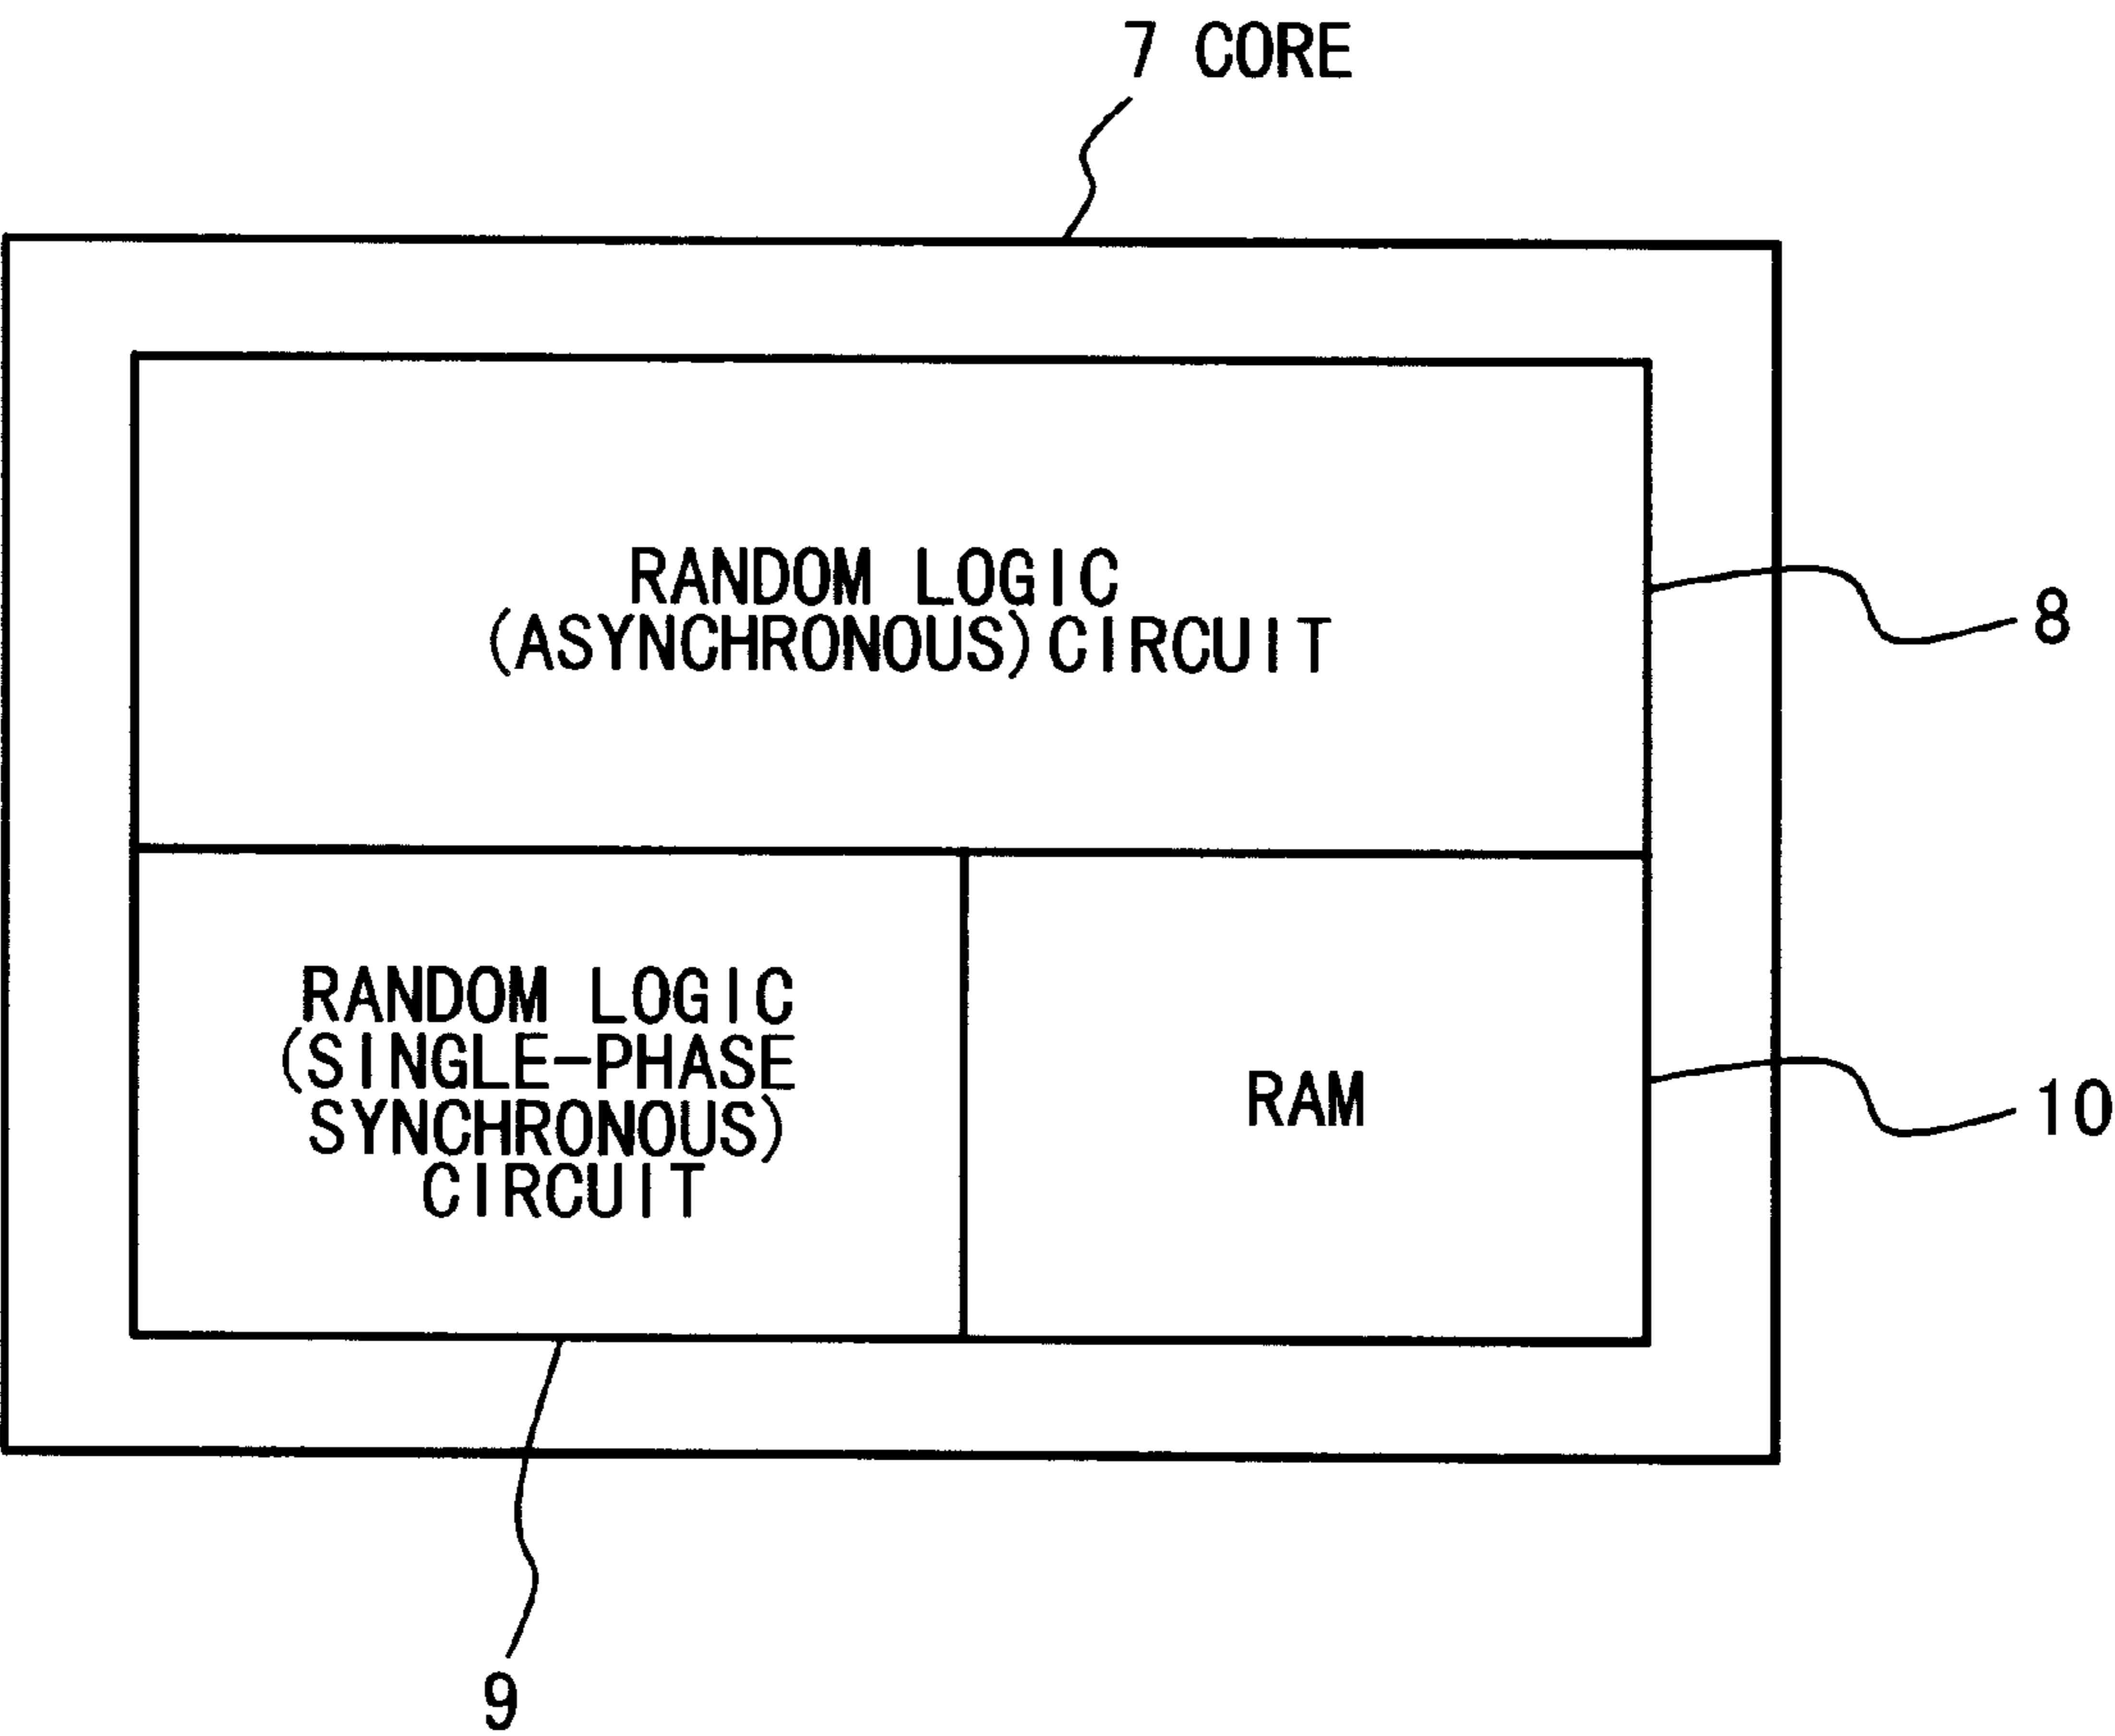 7 CORE
RANDOM LOGIC
(ASYNCHRONOUS) CIRCUIT
8
RANDOM LOGIC
(SINGLE-PHASE
SYNCHRONOUS)
CIRCUIT
RAM
10
9